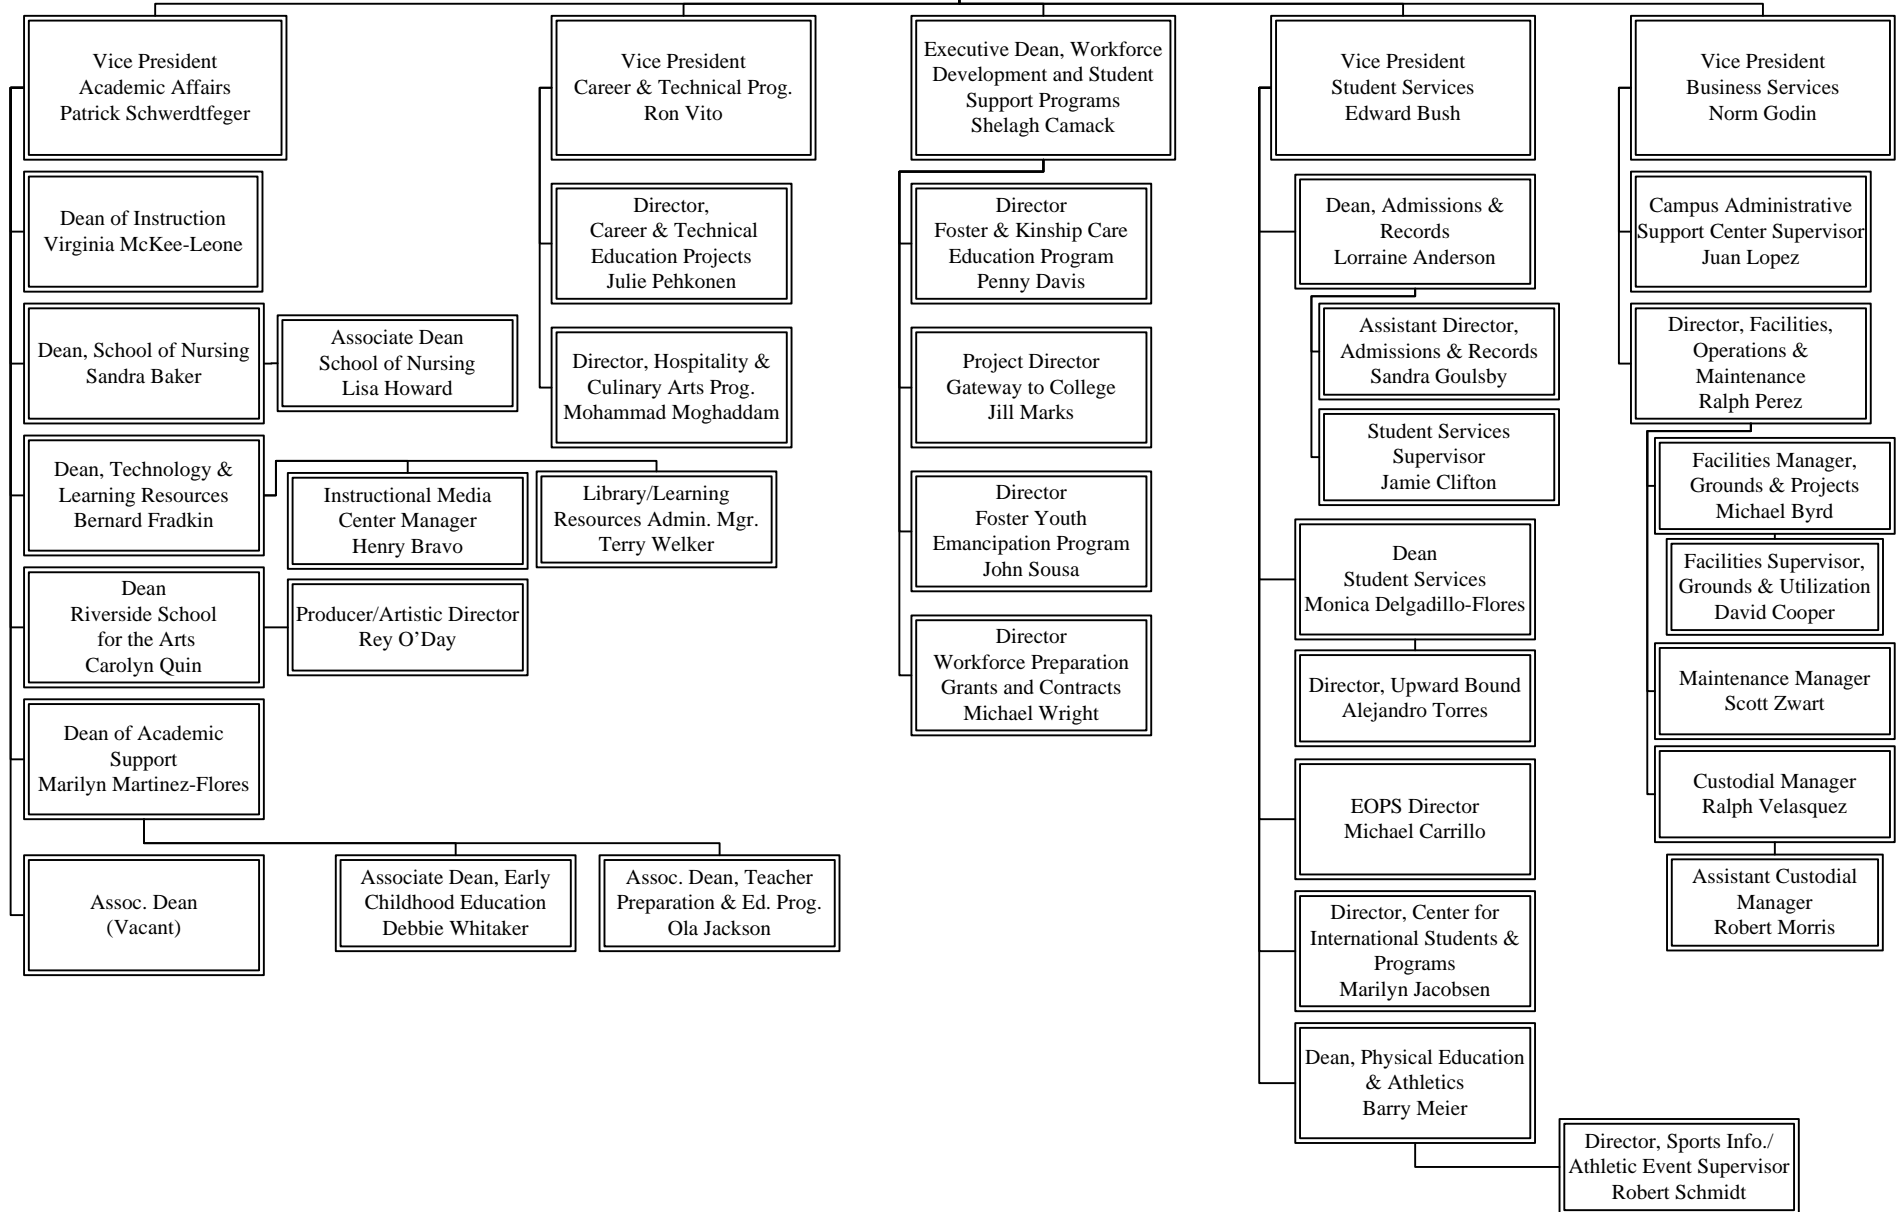 Vice President
Academic Affairs
Patrick Schwerdtfeger
Dean of Instruction
Virginia McKee-Leone
Dean, School of Nursing
Sandra Baker
Associate Dean
School of Nursing
Lisa Howard
Dean, Technology &
Learning Resources
Bernard Fradkin
Instructional Media
Center Manager
Henry Bravo
Library/Learning
Resources Admin. Mgr.
Terry Welker
Dean
Riverside School
for the Arts
Carolyn Quin
Producer/Artistic Director
Rey O’Day
Dean of Academic
Support
Marilyn Martinez-Flores
Associate Dean, Early
Childhood Education
Debbie Whitaker
Assoc. Dean, Teacher
Preparation & Ed. Prog.
Ola Jackson
Assoc. Dean
(Vacant)
Vice President
Career & Technical Prog.
Ron Vito
Director,
Career & Technical
Education Projects
Julie Pehkonen
Director, Hospitality &
Culinary Arts Prog.
Mohammad Moghaddam
Executive Dean, Workforce
Development and Student
Support Programs
Shelagh Camack
Director
Foster & Kinship Care
Education Program
Penny Davis
Project Director
Gateway to College
Jill Marks
Director
Foster Youth
Emancipation Program
John Sousa
Director
Workforce Preparation
Grants and Contracts
Michael Wright
Vice President
Student Services
Edward Bush
Dean, Admissions &
Records
Lorraine Anderson
Assistant Director,
Admissions & Records
Sandra Goulsby
Student Services
Supervisor
Jamie Clifton
Dean
Student Services
Monica Delgadillo-Flores
Director, Upward Bound
Alejandro Torres
EOPS Director
Michael Carrillo
Director, Center for
International Students &
Programs
Marilyn Jacobsen
Dean, Physical Education
& Athletics
Barry Meier
Director, Sports Info./
Athletic Event Supervisor
Robert Schmidt
Vice President
Business Services
Norm Godin
Campus Administrative
Support Center Supervisor
Juan Lopez
Director, Facilities,
Operations &
Maintenance
Ralph Perez
Facilities Manager,
Grounds & Projects
Michael Byrd
Facilities Supervisor,
Grounds & Utilization
David Cooper
Maintenance Manager
Scott Zwart
Custodial Manager
Ralph Velasquez
Assistant Custodial
Manager
Robert Morris